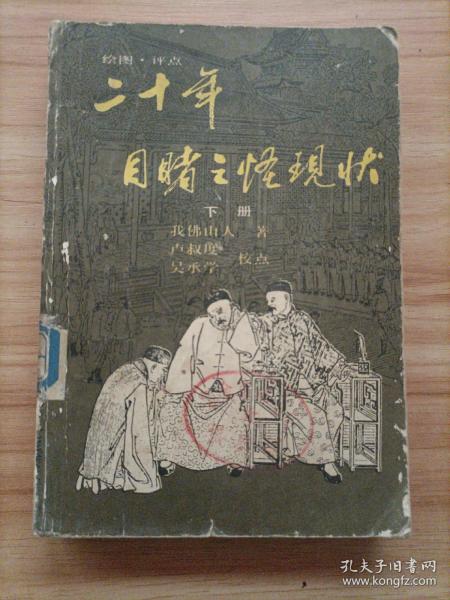 绘图·评点
二十年
目睹之怪现状
下册
我佛山人 著
卢叔度
吴承学 校点
孔夫子旧书网
www.kongfz.com